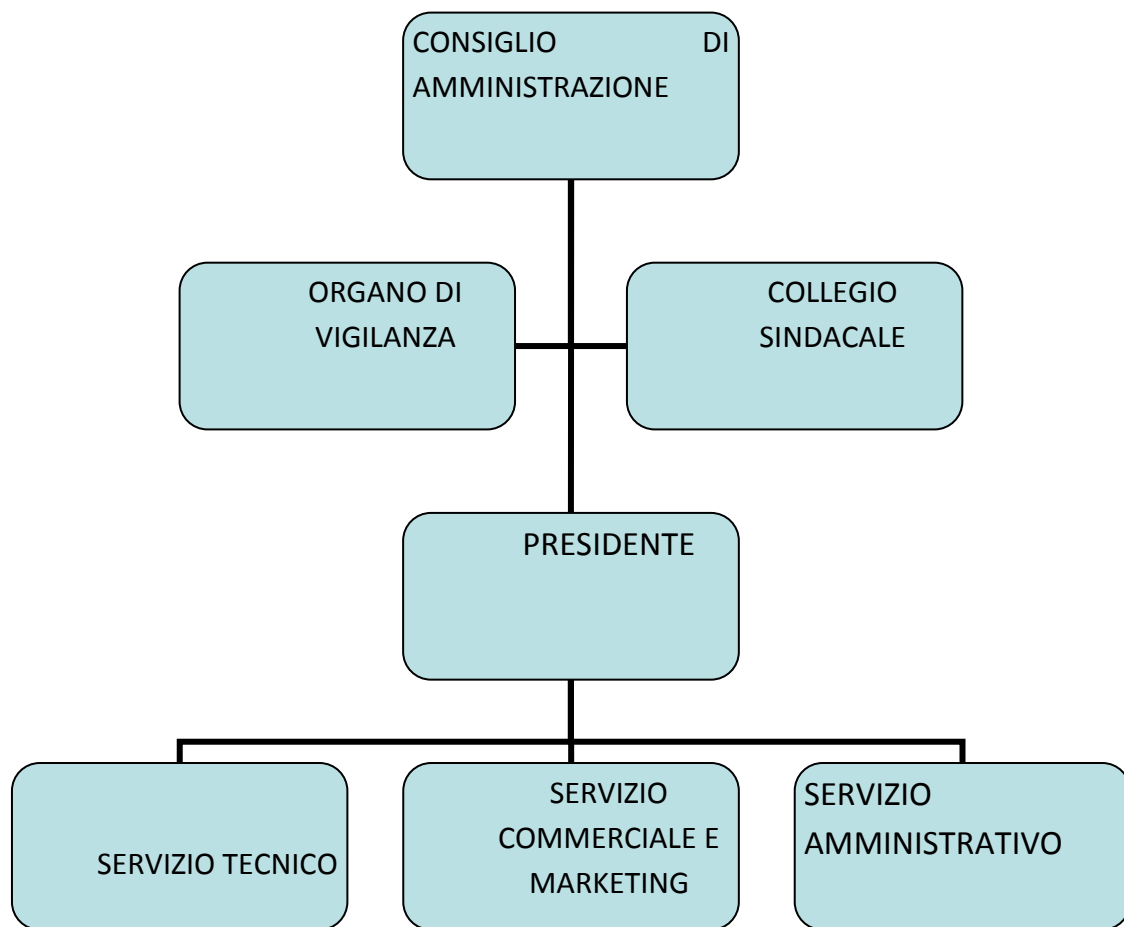 CONSIGLIO DI
AMMINISTRAZIONE
ORGANO DI
VIGILANZA
COLLEGIO
SINDACALE
PRESIDENTE
SERVIZIO TECNICO
SERVIZIO
COMMERCIALE E
MARKETING
SERVIZIO
AMMINISTRATIVO